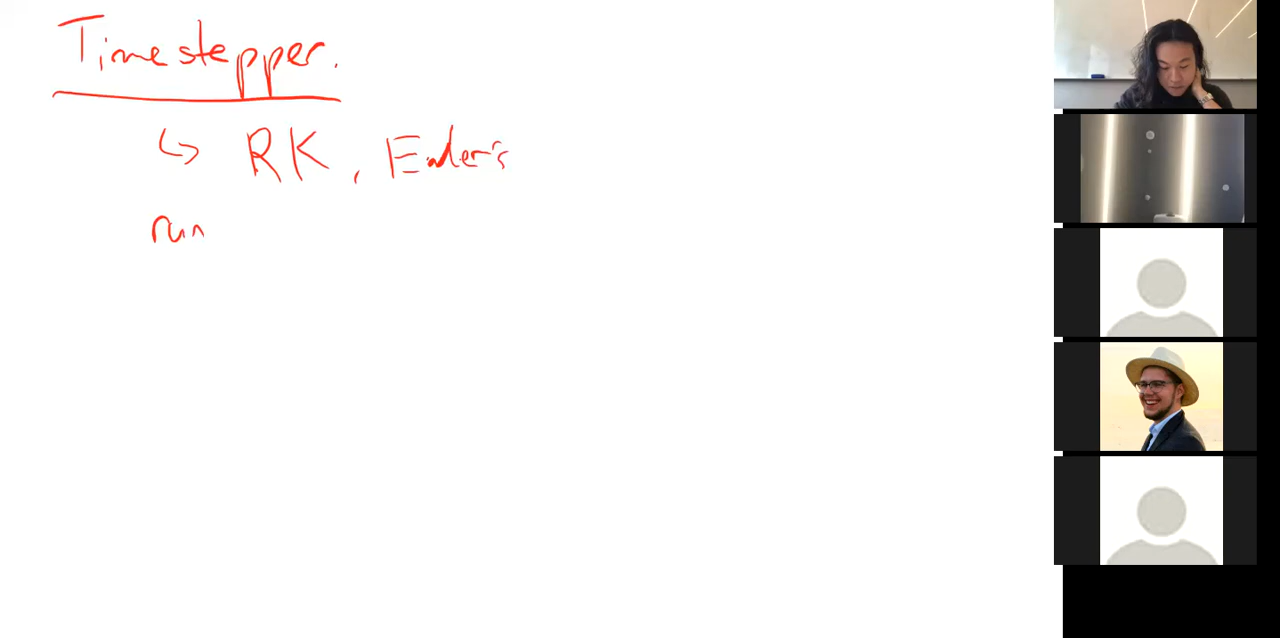 Timestepper.
↳ RK, Euler's
run